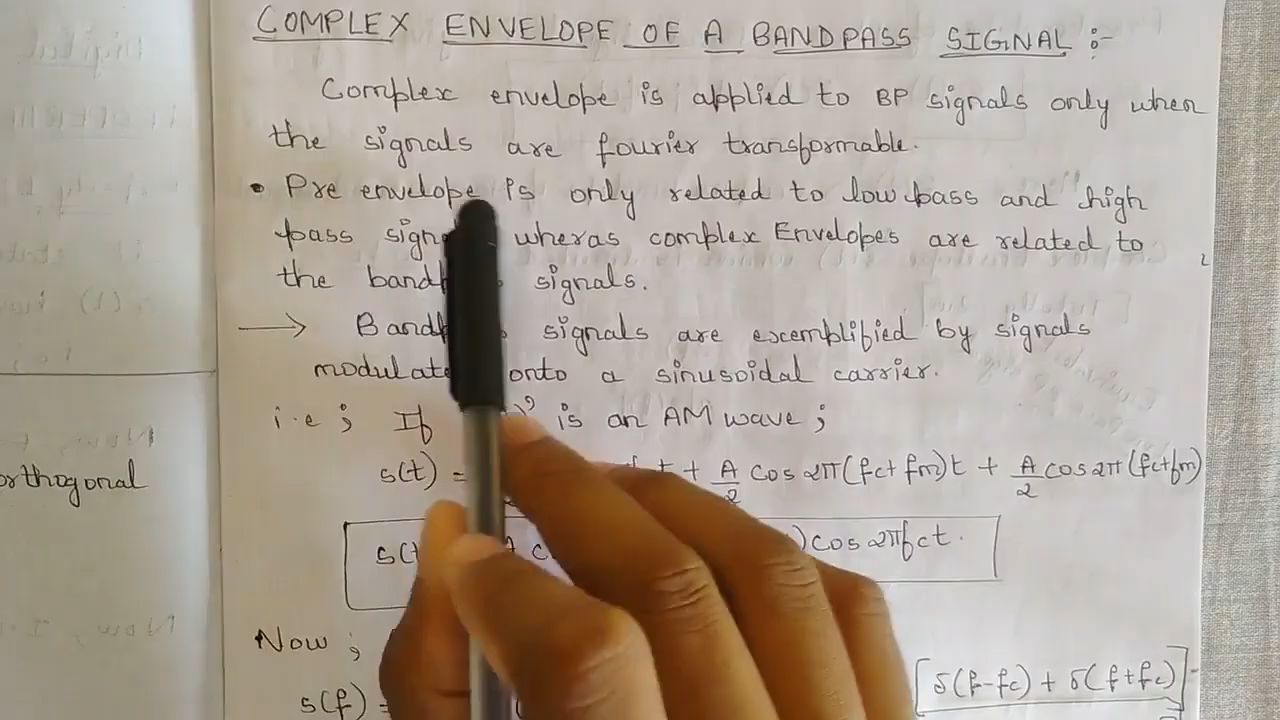 COMPLEX ENVELOPE OF A BANDPASS SIGNAL :-
Complex envelope is applied to BP signals only when
the signals are fourier transformable.
• Pre envelope is only related to low pass and high
pass sign wheras complex Envelopes are related to
the band signals.
→ Band signals are excemplified by signals
modulate onto a sinusoidal carrier.
i.e ; If is an AM wave ;
s(t) = t + A/2 cos 2π(fc+fm)t + A/2 cos 2π(fc+fm)
s(t ) cos 2πfct.
Now ;
s(f) = [δ(f-fc) + δ(f+fc)]
orthogonal